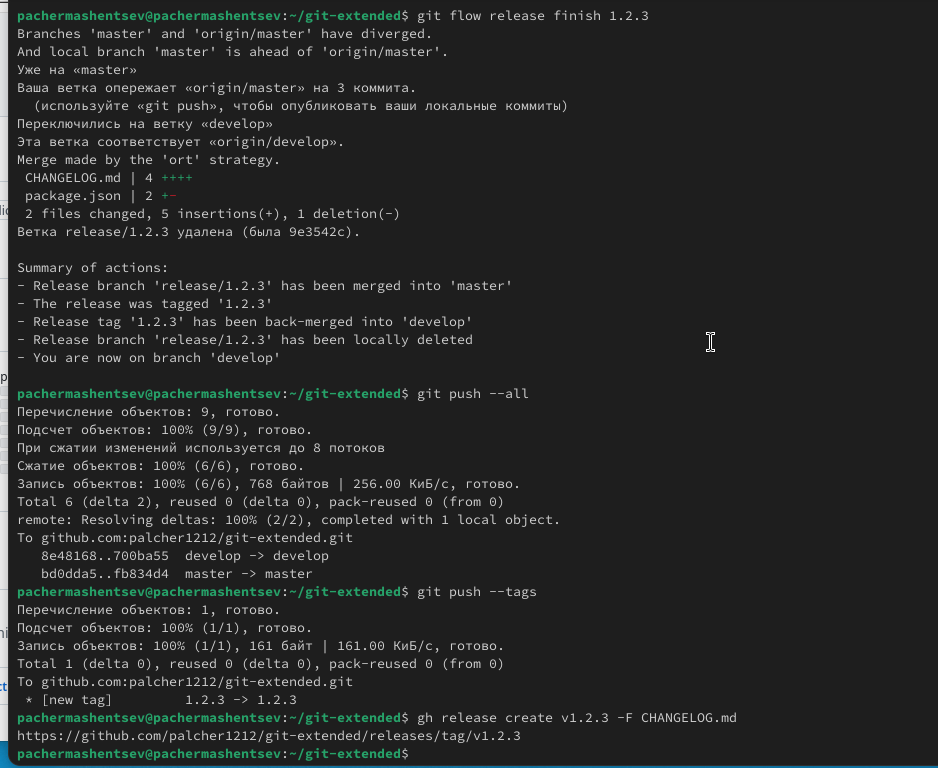 pachermashentsev@pachermashentsev:~/git-extended$ git flow release finish 1.2.3
Branches 'master' and 'origin/master' have diverged.
And local branch 'master' is ahead of 'origin/master'.
Уже на «master»
Ваша ветка опережает «origin/master» на 3 коммита.
  (используйте «git push», чтобы опубликовать ваши локальные коммиты)
Переключились на ветку «develop»
Эта ветка соответствует «origin/develop».
Merge made by the 'ort' strategy.
 CHANGELOG.md | 4 ++++
 package.json | 2 +-
 2 files changed, 5 insertions(+), 1 deletion(-)
Ветка release/1.2.3 удалена (была 9e3542c).

Summary of actions:
- Release branch 'release/1.2.3' has been merged into 'master'
- The release was tagged '1.2.3'
- Release tag '1.2.3' has been back-merged into 'develop'
- Release branch 'release/1.2.3' has been locally deleted
- You are now on branch 'develop'

pachermashentsev@pachermashentsev:~/git-extended$ git push --all
Перечисление объектов: 9, готово.
Подсчет объектов: 100% (9/9), готово.
При сжатии изменений используется до 8 потоков
Сжатие объектов: 100% (6/6), готово.
Запись объектов: 100% (6/6), 768 байтов | 256.00 КиБ/с, готово.
Total 6 (delta 2), reused 0 (delta 0), pack-reused 0 (from 0)
remote: Resolving deltas: 100% (2/2), completed with 1 local object.
To github.com:palcher1212/git-extended.git
   8e48168..700ba55  develop -> develop
   bd0dda5..fb834d4  master -> master
pachermashentsev@pachermashentsev:~/git-extended$ git push --tags
Перечисление объектов: 1, готово.
Подсчет объектов: 100% (1/1), готово.
Запись объектов: 100% (1/1), 161 байт | 161.00 КиБ/с, готово.
Total 1 (delta 0), reused 0 (delta 0), pack-reused 0 (from 0)
To github.com:palcher1212/git-extended.git
 * [new tag]         1.2.3 -> 1.2.3
pachermashentsev@pachermashentsev:~/git-extended$ gh release create v1.2.3 -F CHANGELOG.md
https://github.com/palcher1212/git-extended/releases/tag/v1.2.3
pachermashentsev@pachermashentsev:~/git-extended$